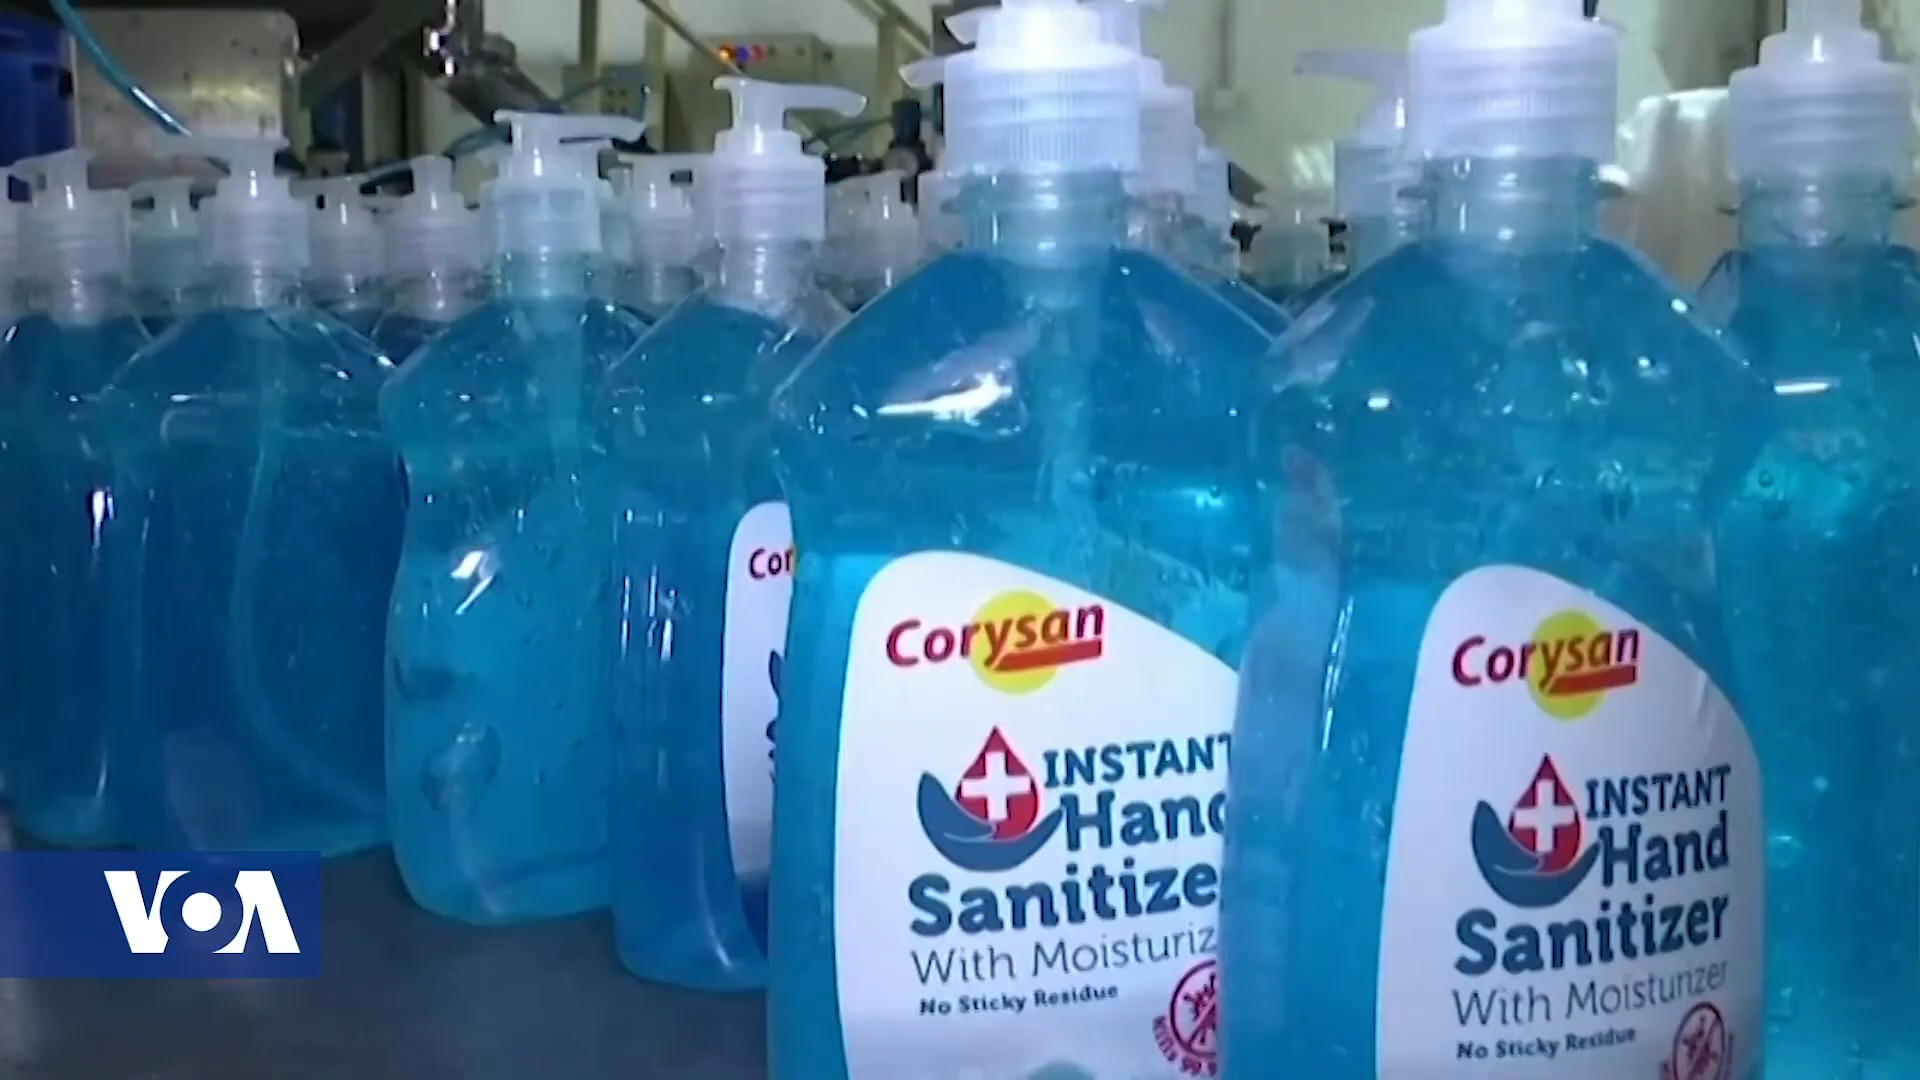 Cor
Corysan
INSTANT
Hand
Sanitize
With Moisturiz
No Sticky Residue
Corysan
INSTANT
Hand
Sanitizer
With Moisturizer
No Sticky Residue
VOA